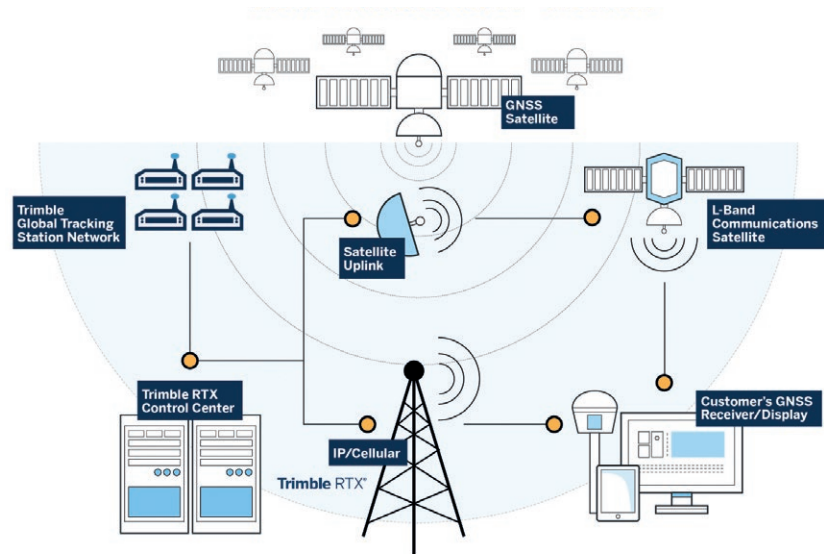 GNSS
Satellite
Trimble
Global Tracking
Station Network
Satellite
Uplink
L-Band
Communications
Satellite
Trimble RTX
Control Center
IP/Cellular
Customer's GNSS
Receiver/Display
Trimble RTX®